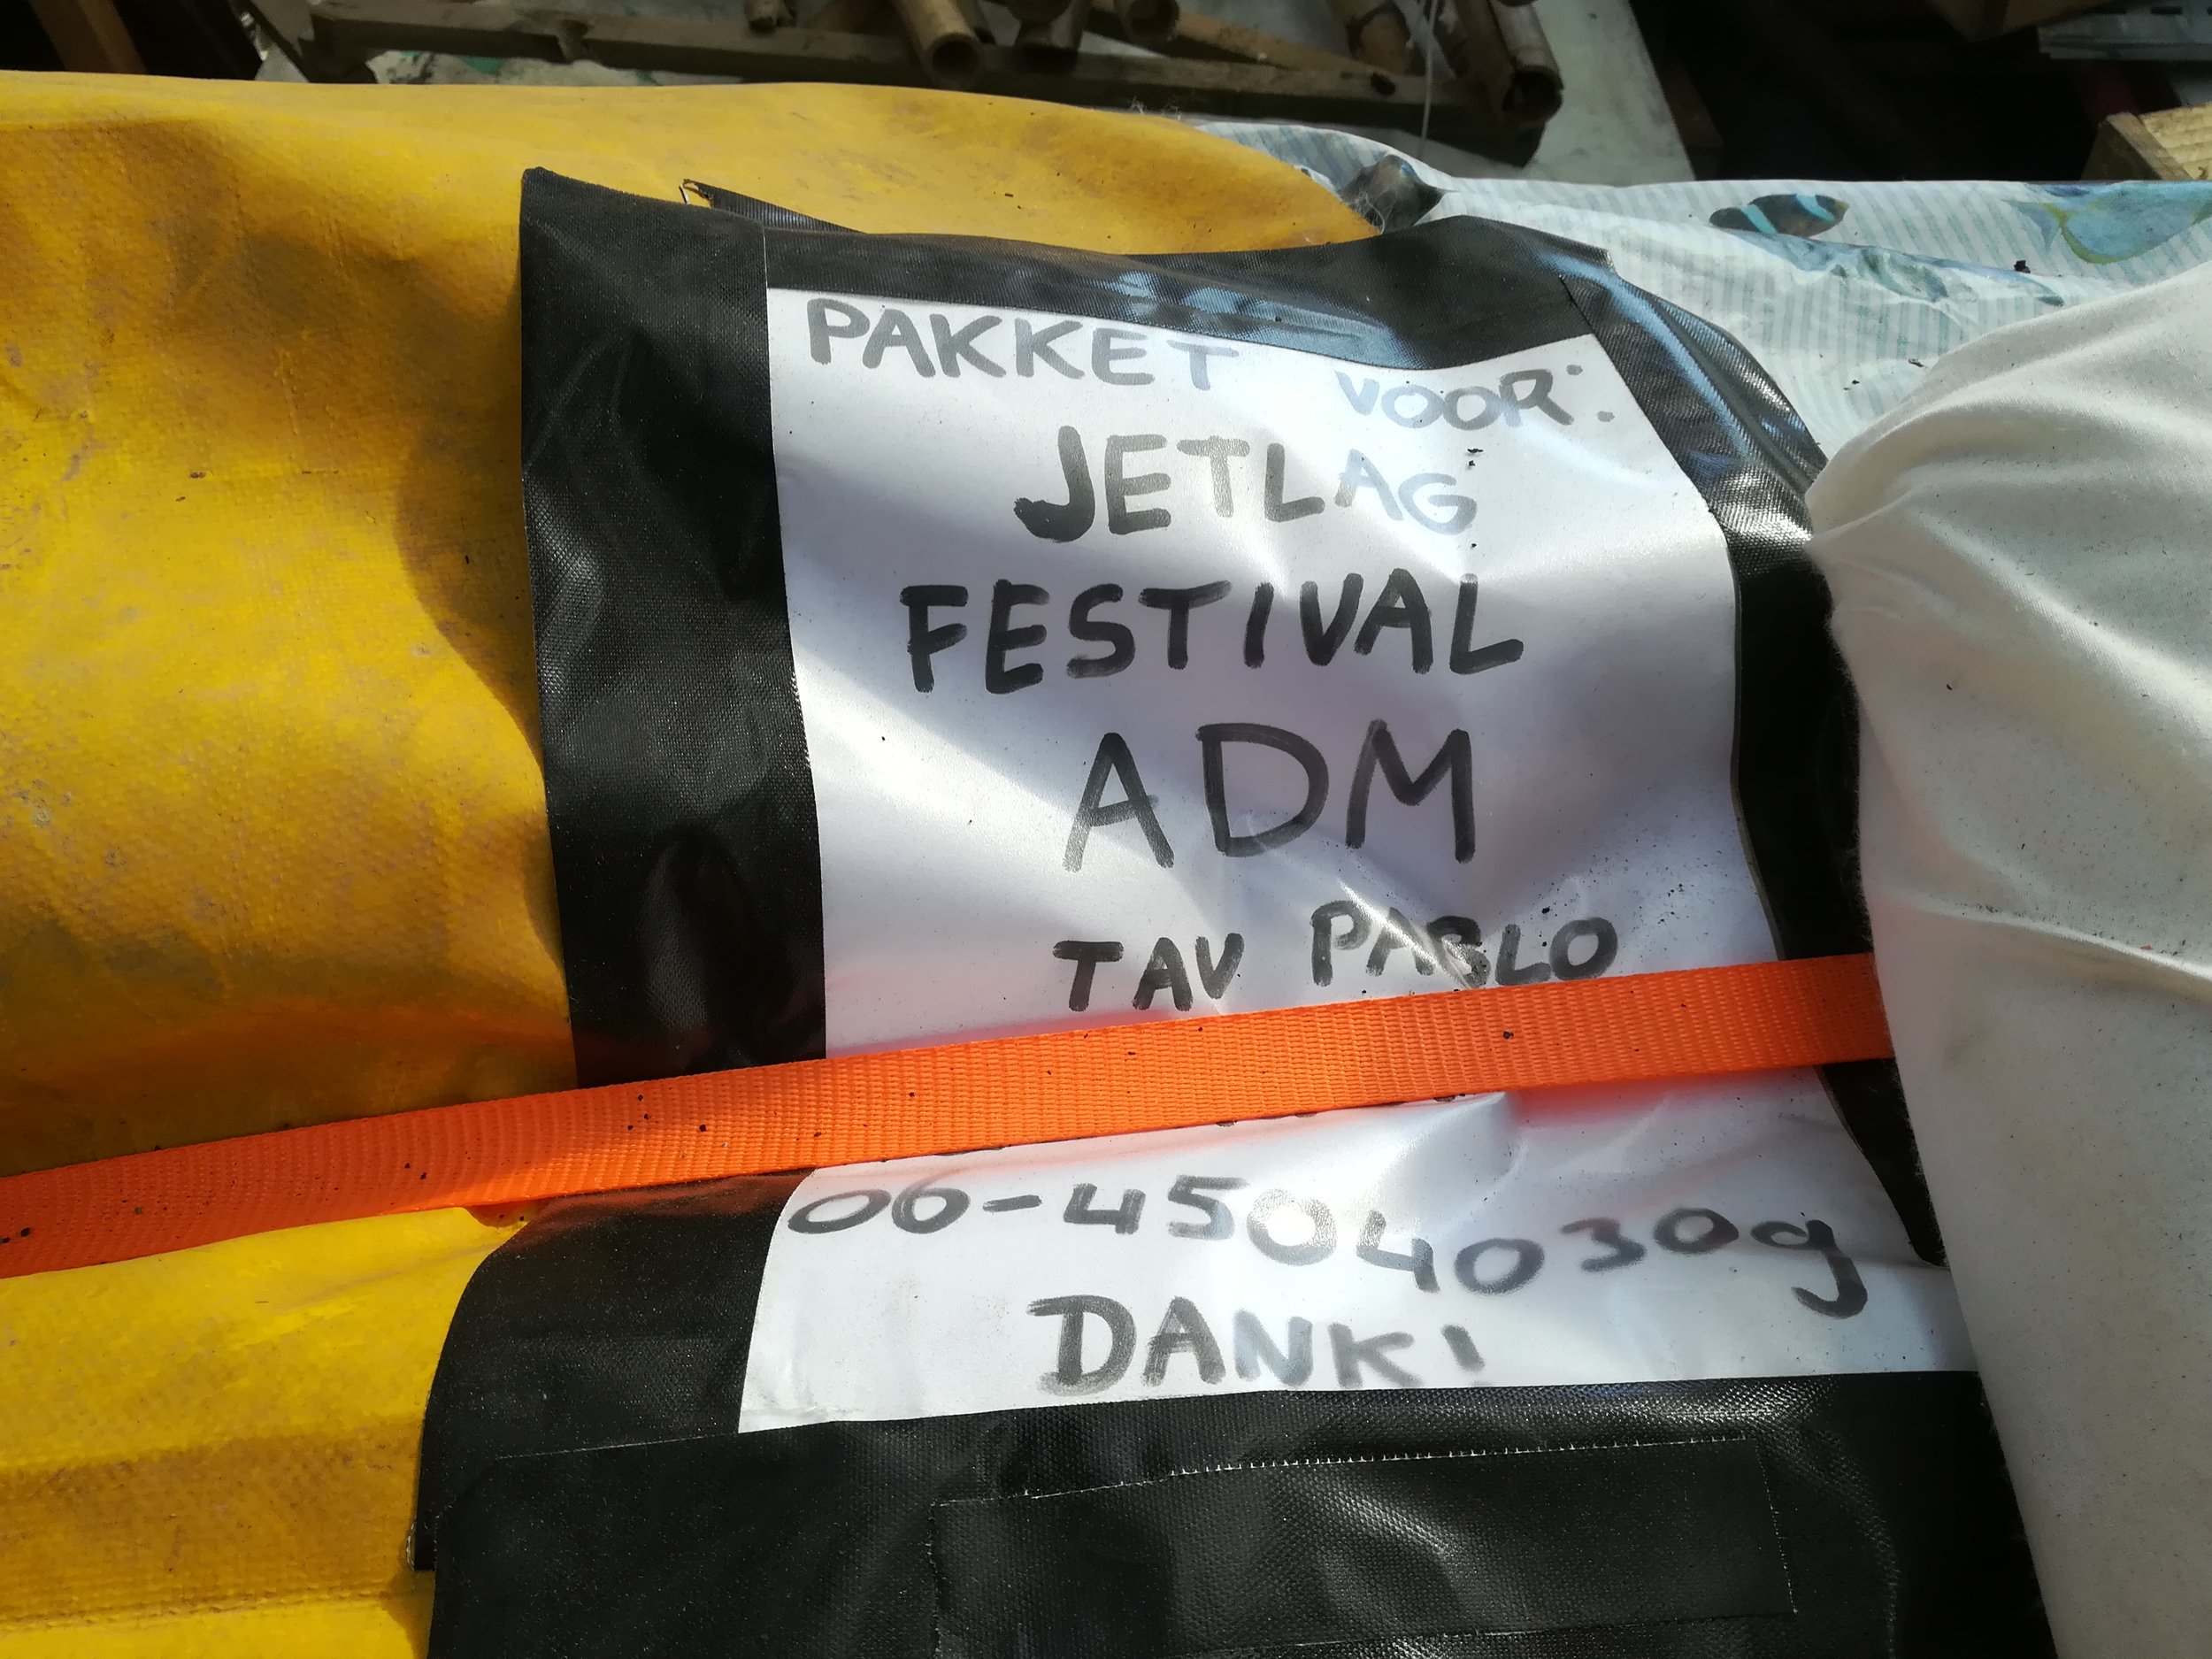 PAKKET VOOR:
JETLAG
FESTIVAL
ADM
TAV PABLO
06-45040309
DANK!